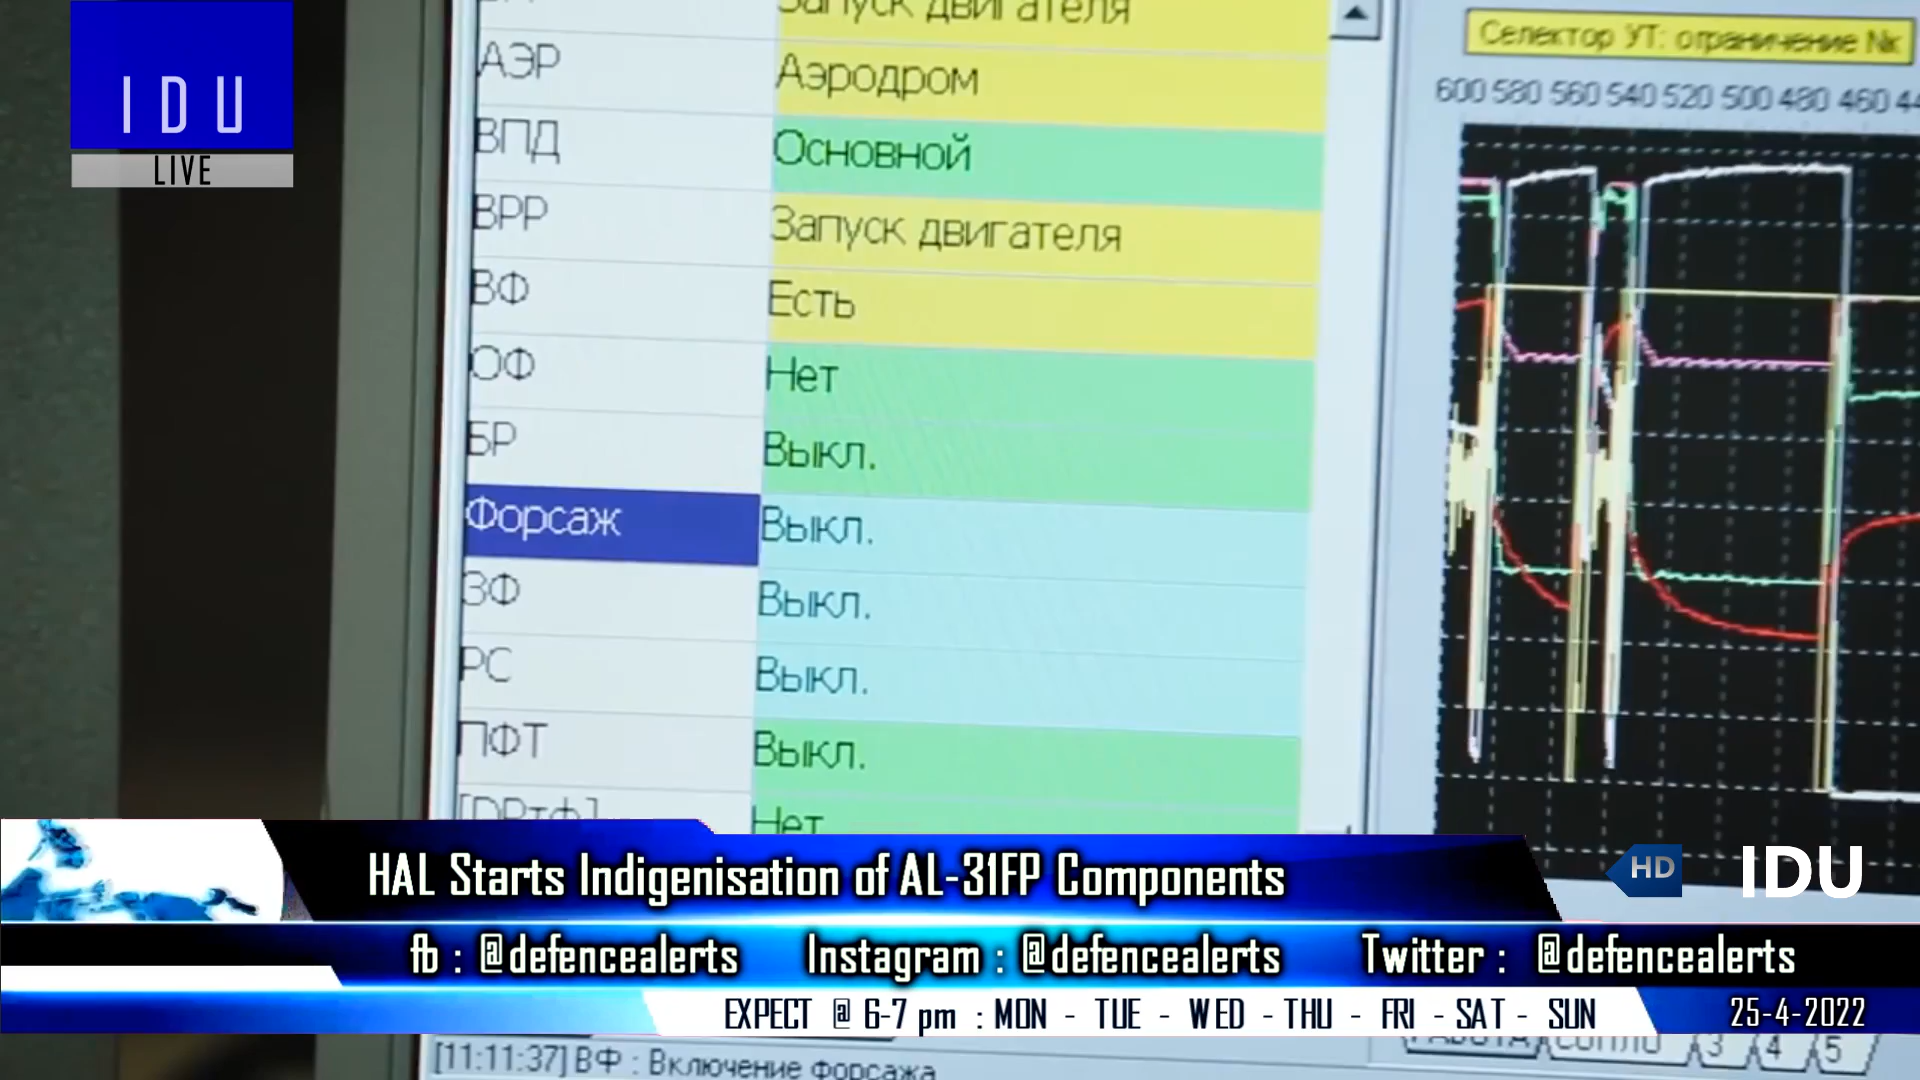 Запуск двигателя
АЭР Аэродром
ВПД Основной
ВРР Запуск двигателя
ВФ Есть
ОФ Нет
БР Выкл.
Форсаж Выкл.
ЗФ Выкл.
РС Выкл.
ПФТ Выкл.
Нет
Селектор УТ: ограничение Nк
600 580 560 540 520 500 480 460
IDU
LIVE
HAL Starts Indigenisation of AL-31FP Components
HD IDU
fb : @defencealerts Instagram : @defencealerts Twitter : @defencealerts
EXPECT @ 6-7 pm : MON - TUE - WED - THU - FRI - SAT - SUN 25-4-2022
[11:11:37] ВФ : Включение форсажа
3 4 5